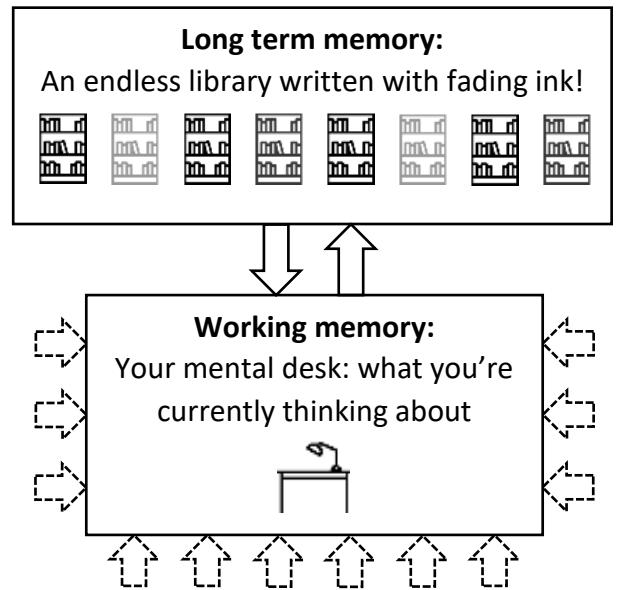 Long term memory:
An endless library written with fading ink!
Working memory:
Your mental desk: what you’re
currently thinking about